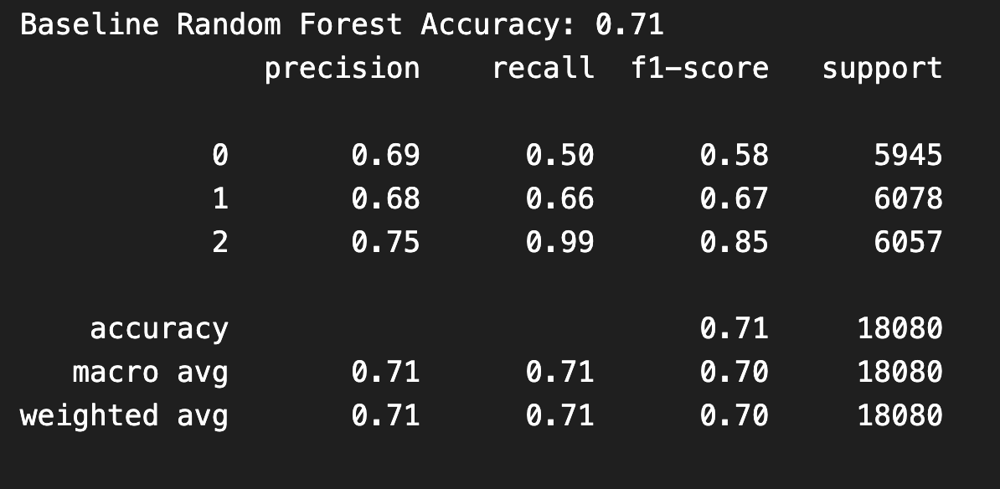 Baseline Random Forest Accuracy: 0.71
precision recall f1-score support
0 0.69 0.50 0.58 5945
1 0.68 0.66 0.67 6078
2 0.75 0.99 0.85 6057
accuracy 0.71 18080
macro avg 0.71 0.71 0.70 18080
weighted avg 0.71 0.71 0.70 18080